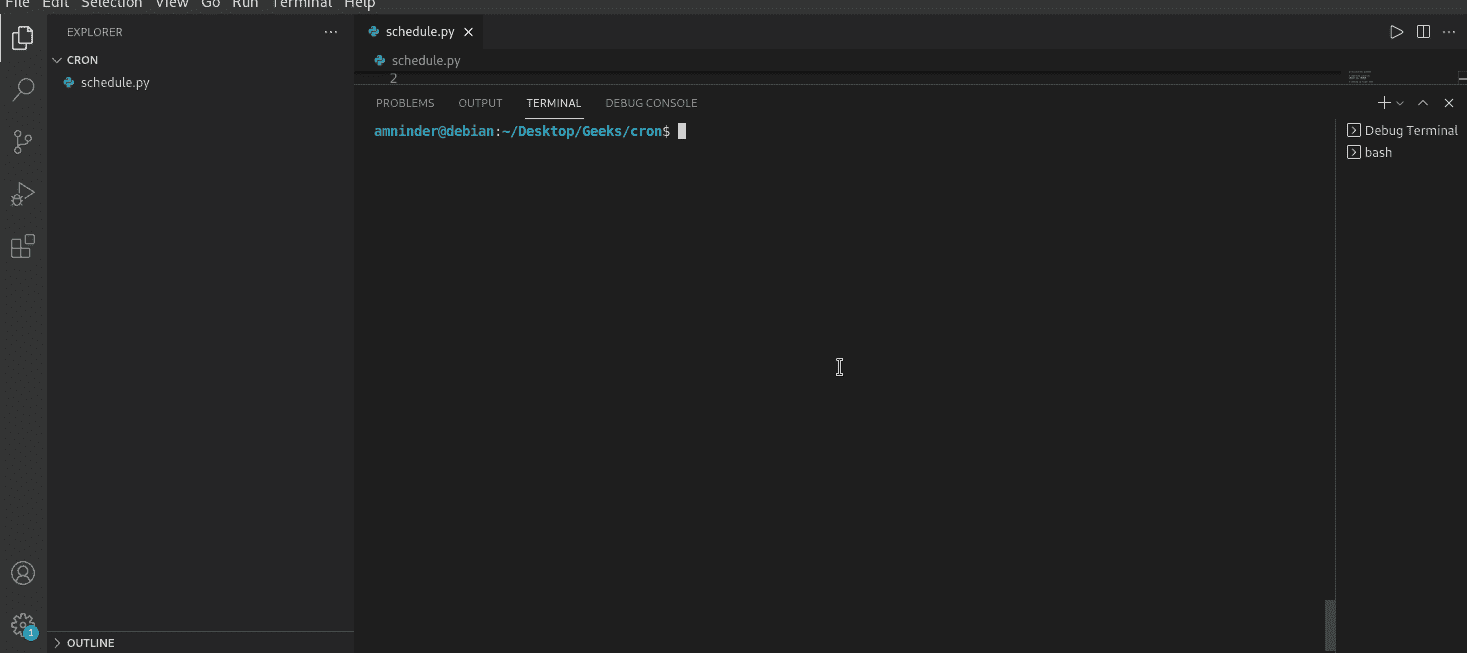 File Edit Selection View Go Run Terminal Help
EXPLORER
CRON
schedule.py
OUTLINE
1
schedule.py
schedule.py
2
PROBLEMS OUTPUT TERMINAL DEBUG CONSOLE
amninder@debian:~/Desktop/Geeks/cron$
Debug Terminal
bash